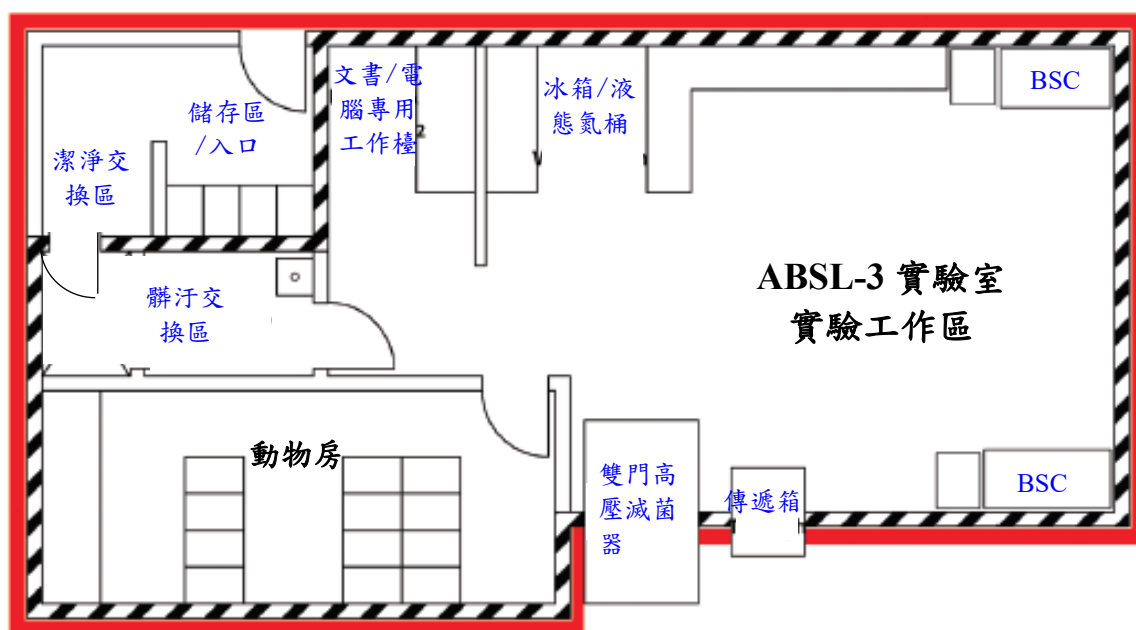 文書/電
腦專用
工作檯
冰箱/液
態氮桶
BSC
儲存區
/入口
潔淨交
換區
髒汙交
換區
ABSL-3 實驗室
實驗工作區
動物房
雙門高
壓滅菌
器
傳遞箱
BSC